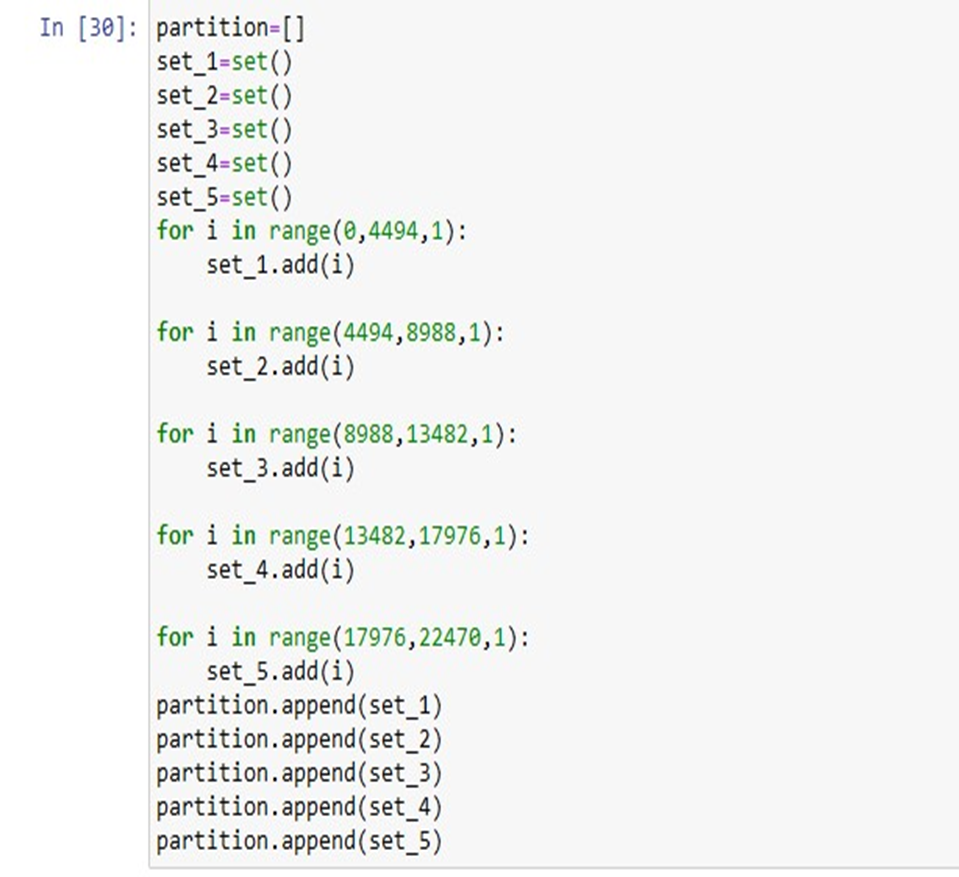 In [30]: partition=[]
set_1=set()
set_2=set()
set_3=set()
set_4=set()
set_5=set()
for i in range(0,4494,1):
    set_1.add(i)
for i in range(4494,8988,1):
    set_2.add(i)
for i in range(8988,13482,1):
    set_3.add(i)
for i in range(13482,17976,1):
    set_4.add(i)
for i in range(17976,22470,1):
    set_5.add(i)
partition.append(set_1)
partition.append(set_2)
partition.append(set_3)
partition.append(set_4)
partition.append(set_5)